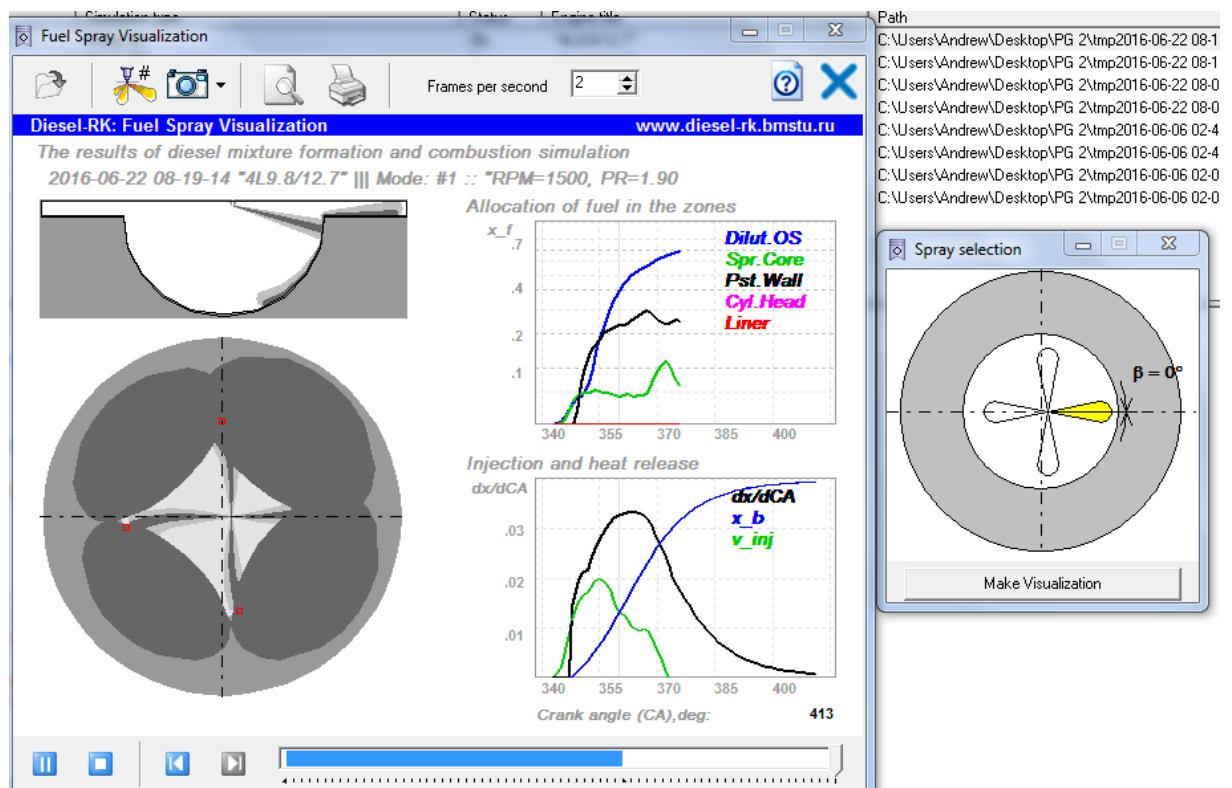 Simulation type Status Engine title Path
Fuel Spray Visualization
#
Frames per second 2
Diesel-RK: Fuel Spray Visualization www.diesel-rk.bmstu.ru
The results of diesel mixture formation and combustion simulation
2016-06-22 08-19-14 "4L9.8/12.7" ||| Mode: #1 :: "RPM=1500, PR=1.90
Allocation of fuel in the zones
x_f
.7
.4
.2
.1
Dilut.OS
Spr.Core
Pst.Wall
Cyl.Head
Liner
340 355 370 385 400
Injection and heat release
dx/dCA
.03
.02
.01
dx/dCA
x_b
v_inj
340 355 370 385 400
Crank angle (CA),deg: 413
C:\Users\Andrew\Desktop\PG 2\tmp2016-06-22 08-1
C:\Users\Andrew\Desktop\PG 2\tmp2016-06-22 08-1
C:\Users\Andrew\Desktop\PG 2\tmp2016-06-22 08-0
C:\Users\Andrew\Desktop\PG 2\tmp2016-06-22 08-0
C:\Users\Andrew\Desktop\PG 2\tmp2016-06-06 02-4
C:\Users\Andrew\Desktop\PG 2\tmp2016-06-06 02-4
C:\Users\Andrew\Desktop\PG 2\tmp2016-06-06 02-0
C:\Users\Andrew\Desktop\PG 2\tmp2016-06-06 02-0
Spray selection
β = 0°
Make Visualization